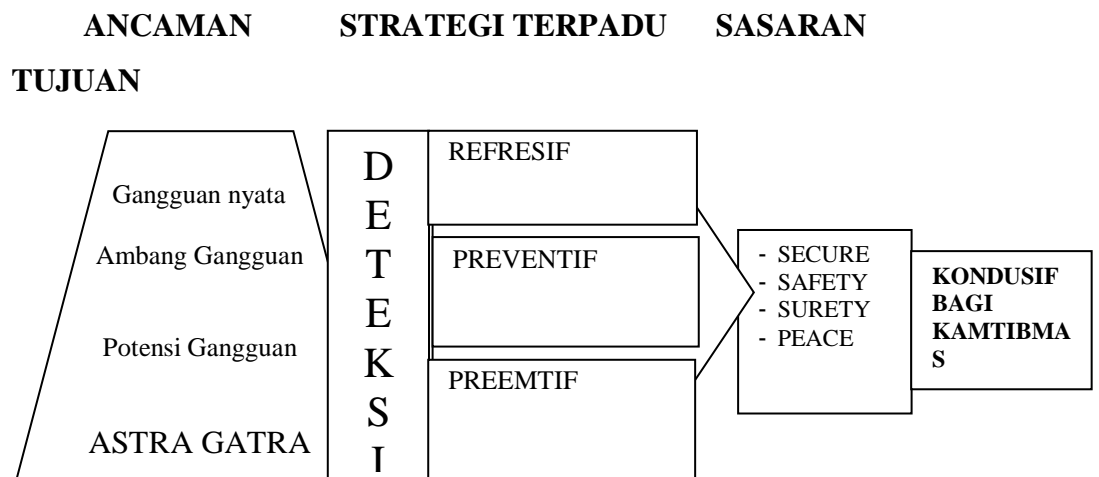 ANCAMAN STRATEGI TERPADU SASARAN
TUJUAN
Gangguan nyata
Ambang Gangguan
Potensi Gangguan
ASTRA GATRA
D
E
T
E
K
S
I
REFRESIF
PREVENTIF
PREEMTIF
- SECURE
- SAFETY
- SURETY
- PEACE
KONDUSIF
BAGI
KAMTIBMA
S